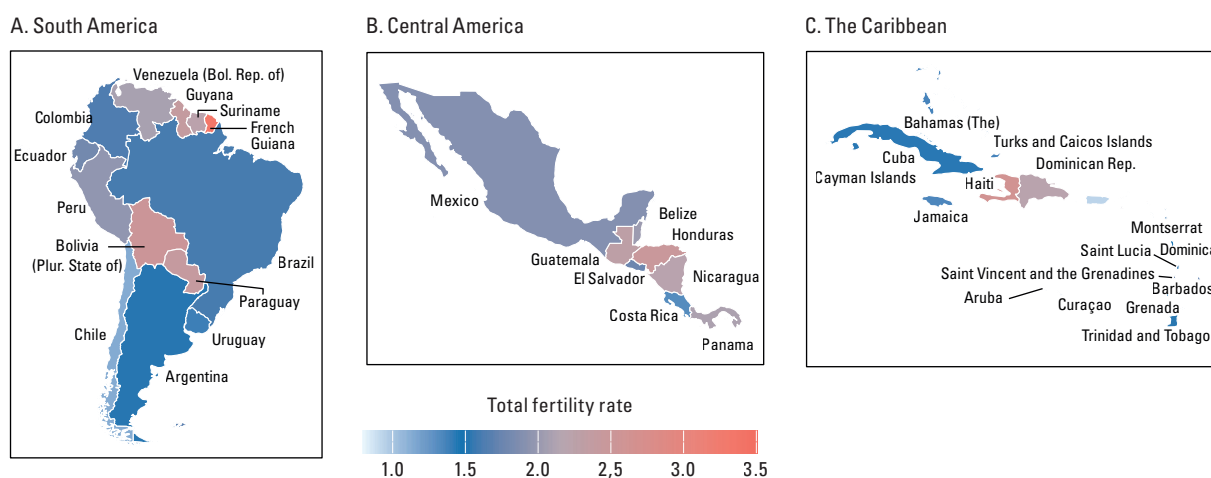 A. South America
B. Central America
C. The Caribbean
Venezuela (Bol. Rep. of)
Guyana
Suriname
Colombia
French
Guiana
Ecuador
Peru
Bolivia
(Plur. State of)
Brazil
Paraguay
Chile
Uruguay
Argentina
Mexico
Belize
Honduras
Guatemala
El Salvador
Nicaragua
Costa Rica
Panama
Bahamas (The)
Turks and Caicos Islands
Cuba
Dominican Rep.
Cayman Islands
Haiti
Jamaica
Montserrat
Saint Lucia
Dominica
Saint Vincent and the Grenadines
Barbados
Aruba
Curaçao
Grenada
Trinidad and Tobago
Total fertility rate
1.0 1.5 2.0 2,5 3.0 3.5